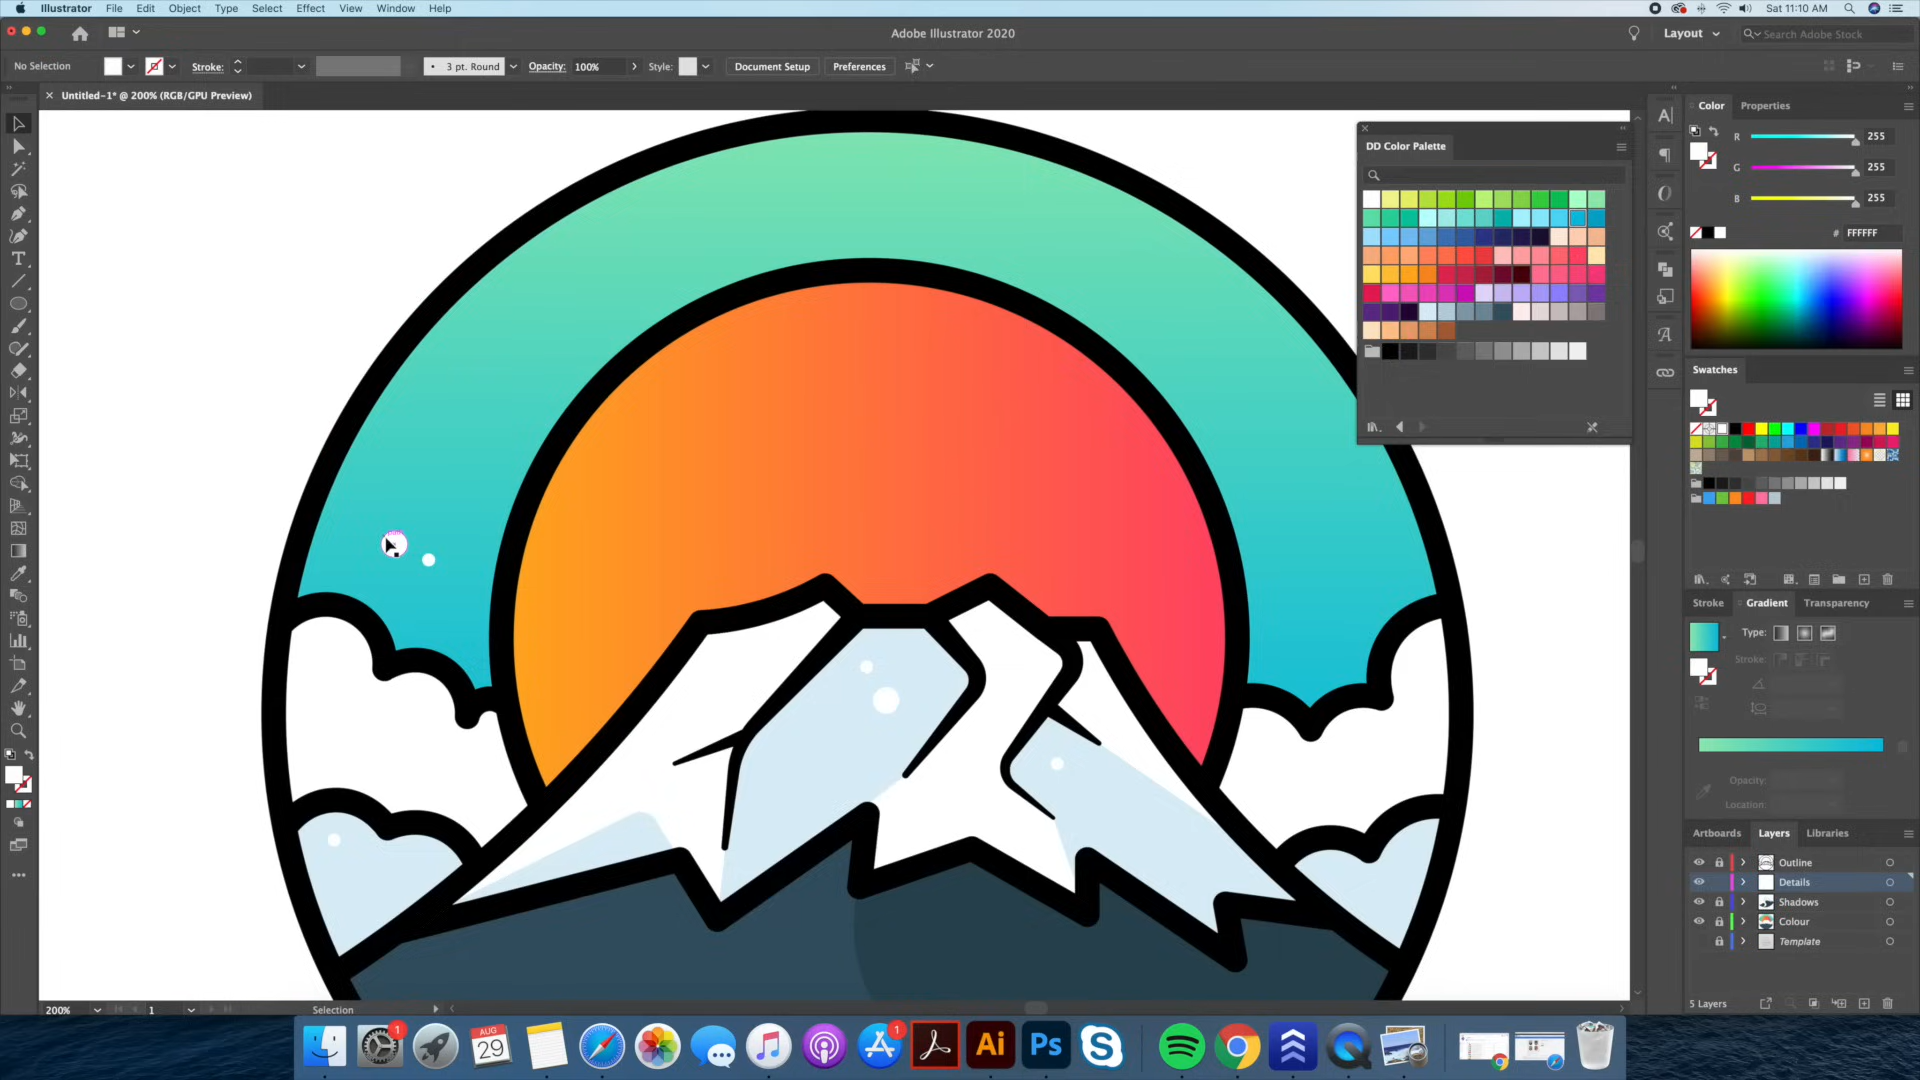 Illustrator File Edit Object Type Select Effect View Window Help
Sat 11:10 AM
Adobe Illustrator 2020
Layout
Search Adobe Stock
No Selection
Stroke:
3 pt. Round
Opacity: 100%
Style:
Document Setup
Preferences
Untitled-1* @ 200% (RGB/GPU Preview)
DD Color Palette
Color Properties
R 255
G 255
B 255
# FFFFFF
Swatches
Stroke Gradient Transparency
Type:
Stroke:
Opacity:
Location:
Artboards Layers Libraries
Outline
Details
Shadows
Colour
Template
5 Layers
200% 1 Selection
AUG
29
1
1
Ai
Ps